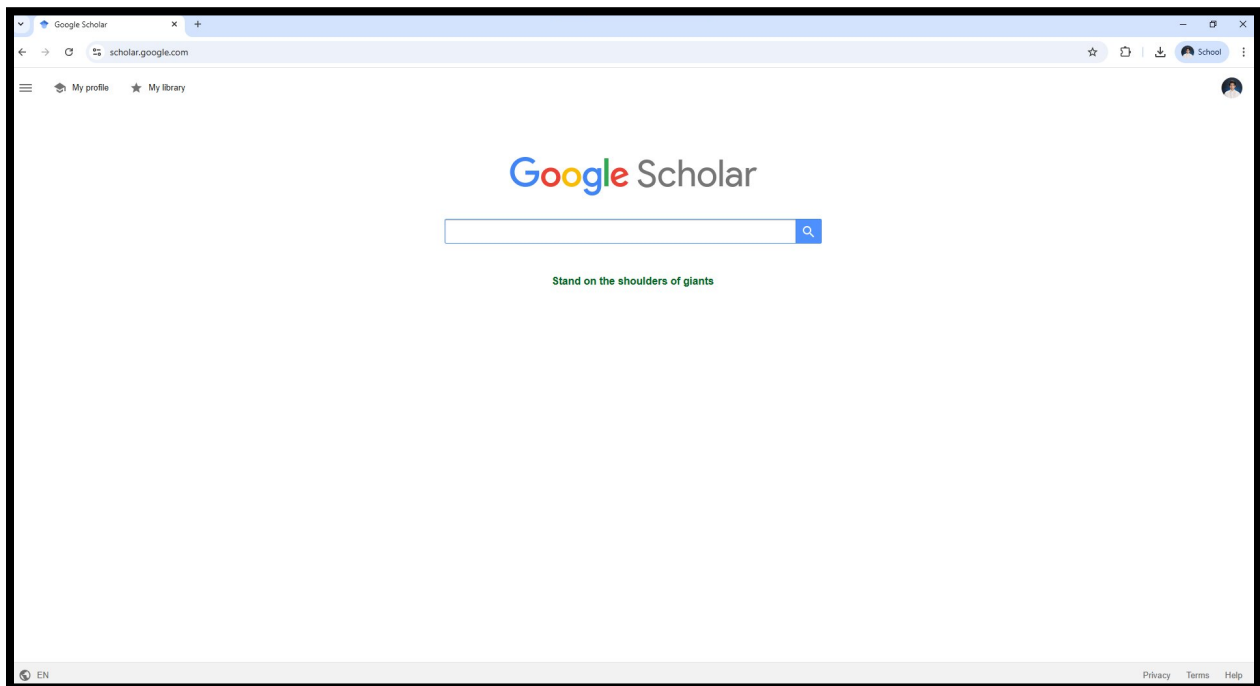 Google Scholar
scholar.google.com
School
My profile
My library
Google Scholar
Stand on the shoulders of giants
EN
Privacy Terms Help